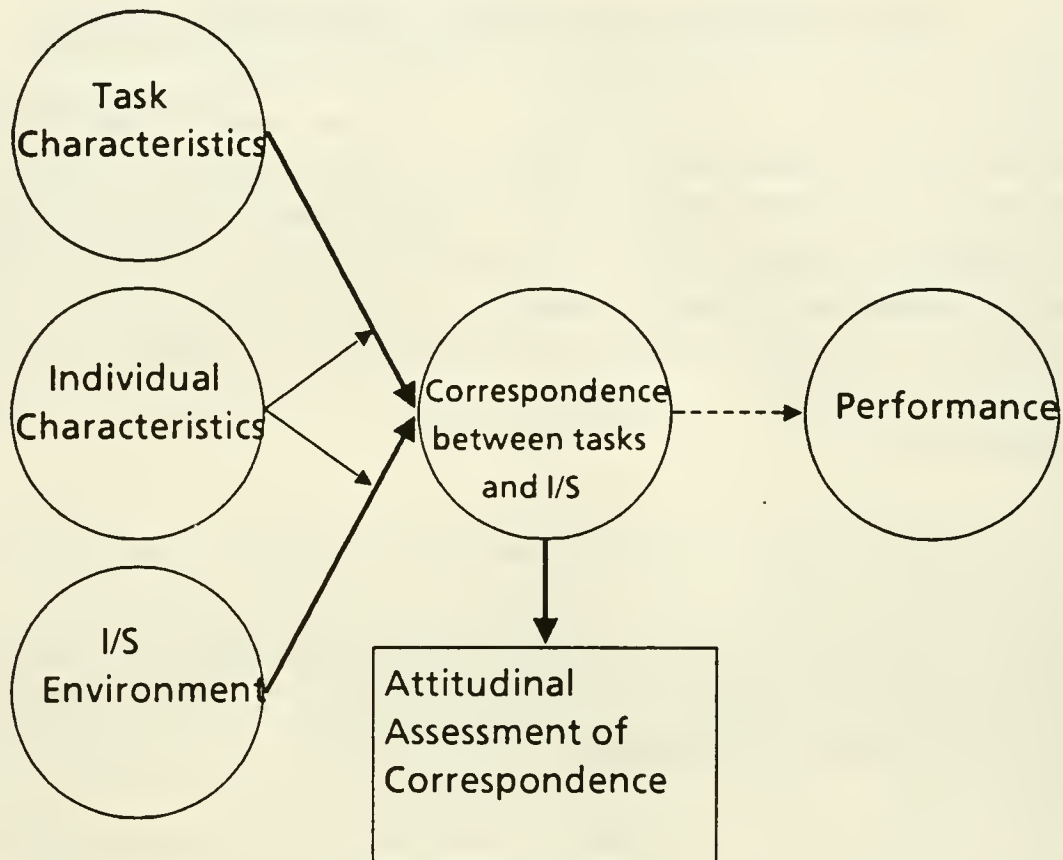 Task
Characteristics
Individual
Characteristics
I/S
Environment
Correspondence
between tasks
and I/S
Performance
Attitudinal
Assessment of
Correspondence